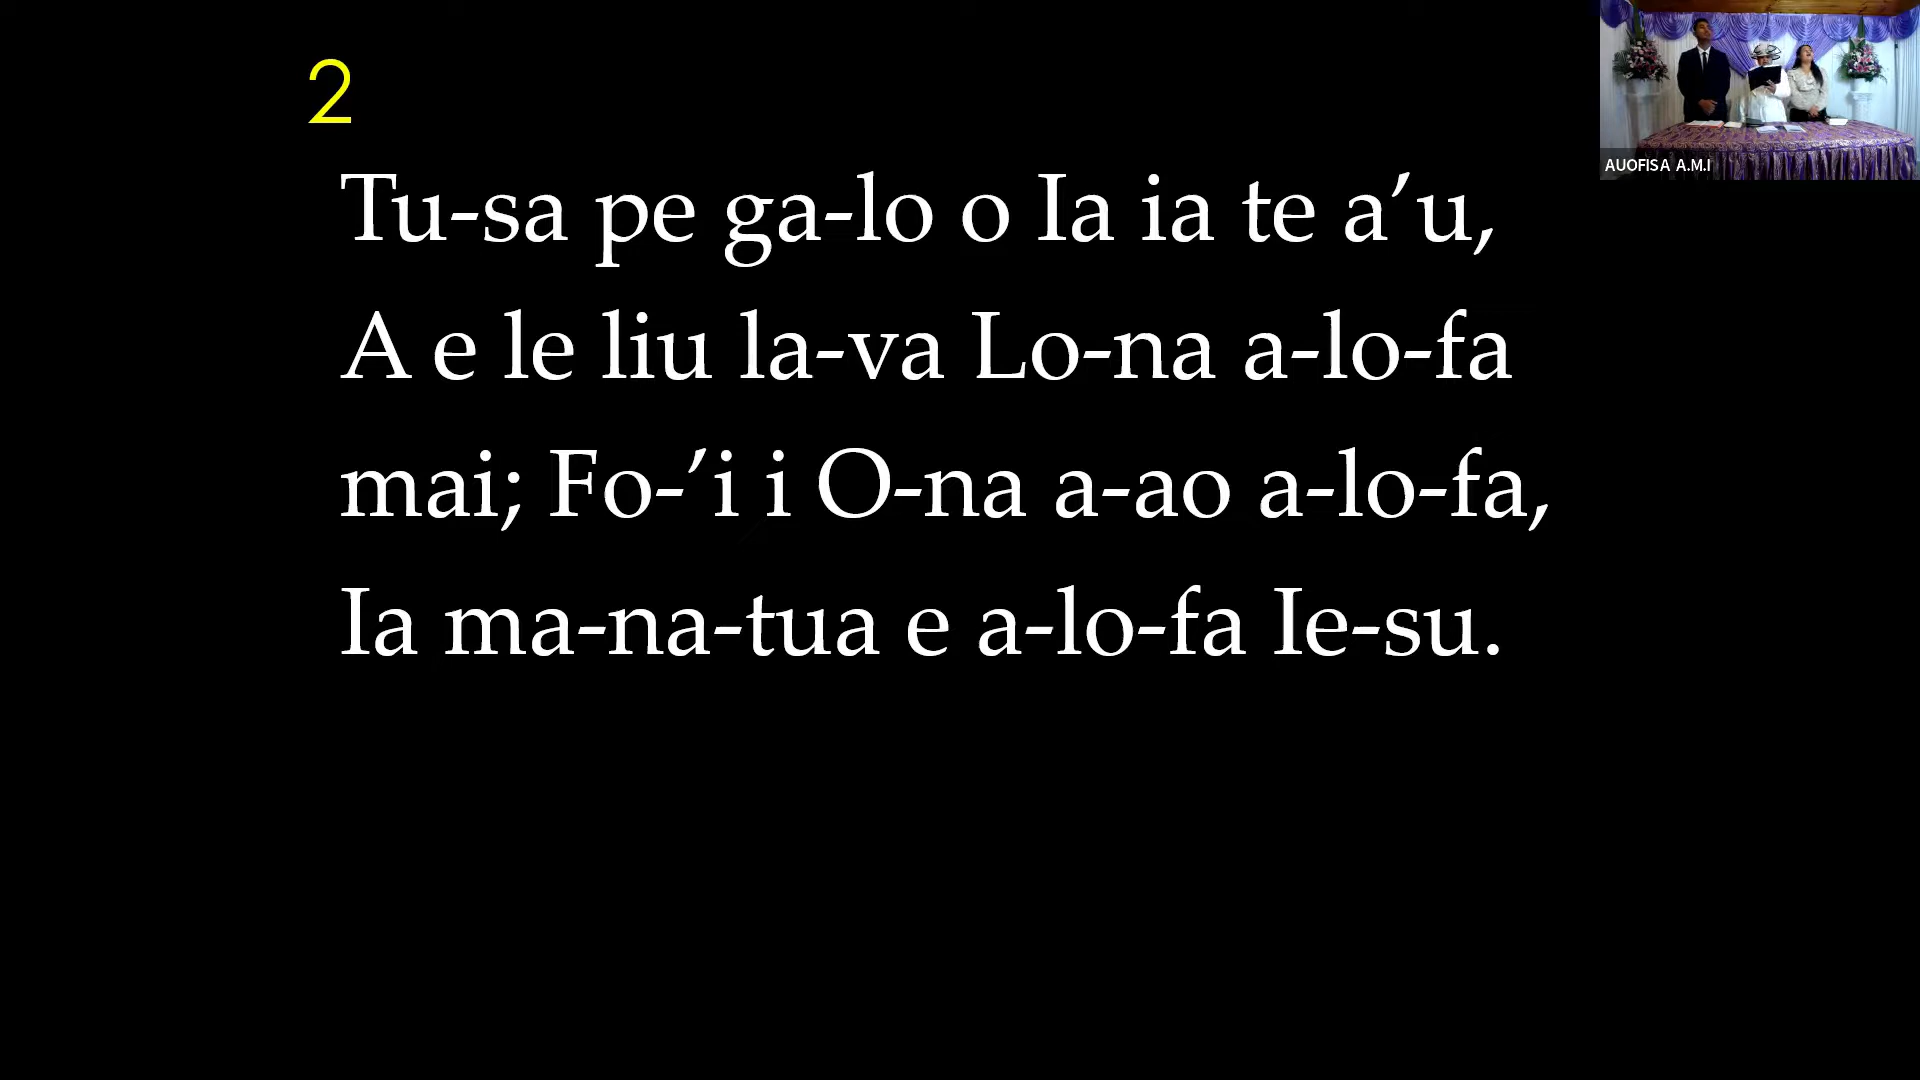 2
Tu-sa pe ga-lo o Ia ia te a’u,
A e le liu la-va Lo-na a-lo-fa
mai; Fo-’i i O-na a-ao a-lo-fa,
Ia ma-na-tua e a-lo-fa Ie-su.
AUOFISA A.M.I